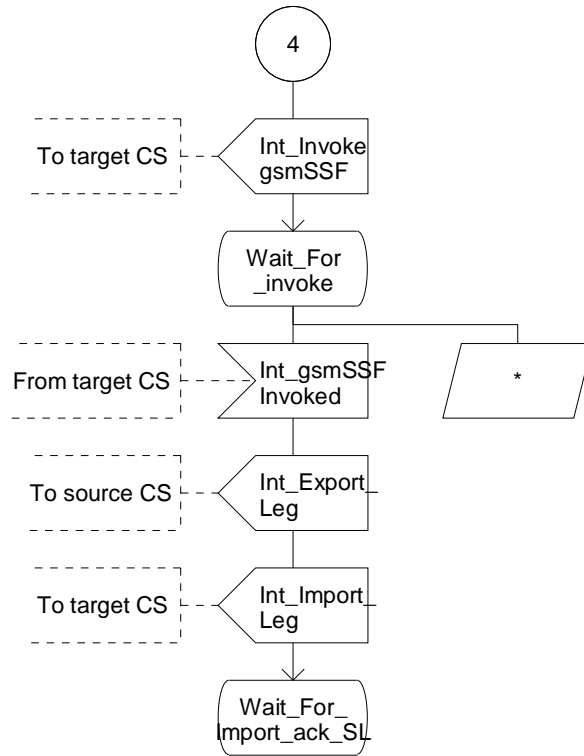 4
To target CS
Int_Invoke
gsmSSF
Wait_For
_invoke
From target CS
Int_gsmSSF
Invoked
*
To source CS
Int_Export_
Leg
To target CS
Int_Import_
Leg
Wait_For_
Import_ack_SL